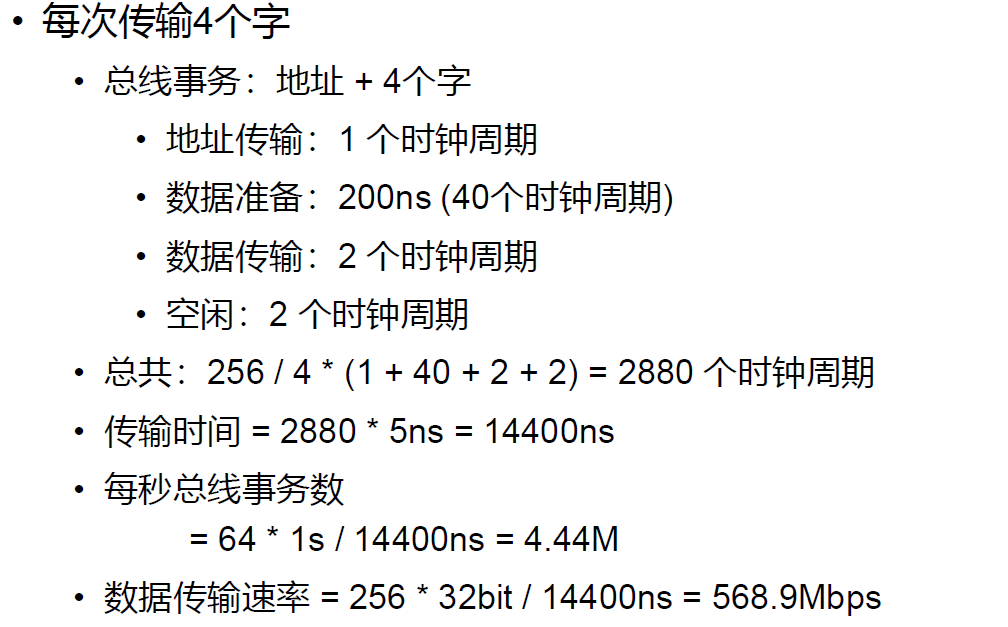 • 每次传输4个字
• 总线事务：地址 + 4个字
• 地址传输：1 个时钟周期
• 数据准备：200ns (40个时钟周期)
• 数据传输：2 个时钟周期
• 空闲：2 个时钟周期
• 总共：256 / 4 * (1 + 40 + 2 + 2) = 2880 个时钟周期
• 传输时间 = 2880 * 5ns = 14400ns
• 每秒总线事务数
= 64 * 1s / 14400ns = 4.44M
• 数据传输速率 = 256 * 32bit / 14400ns = 568.9Mbps